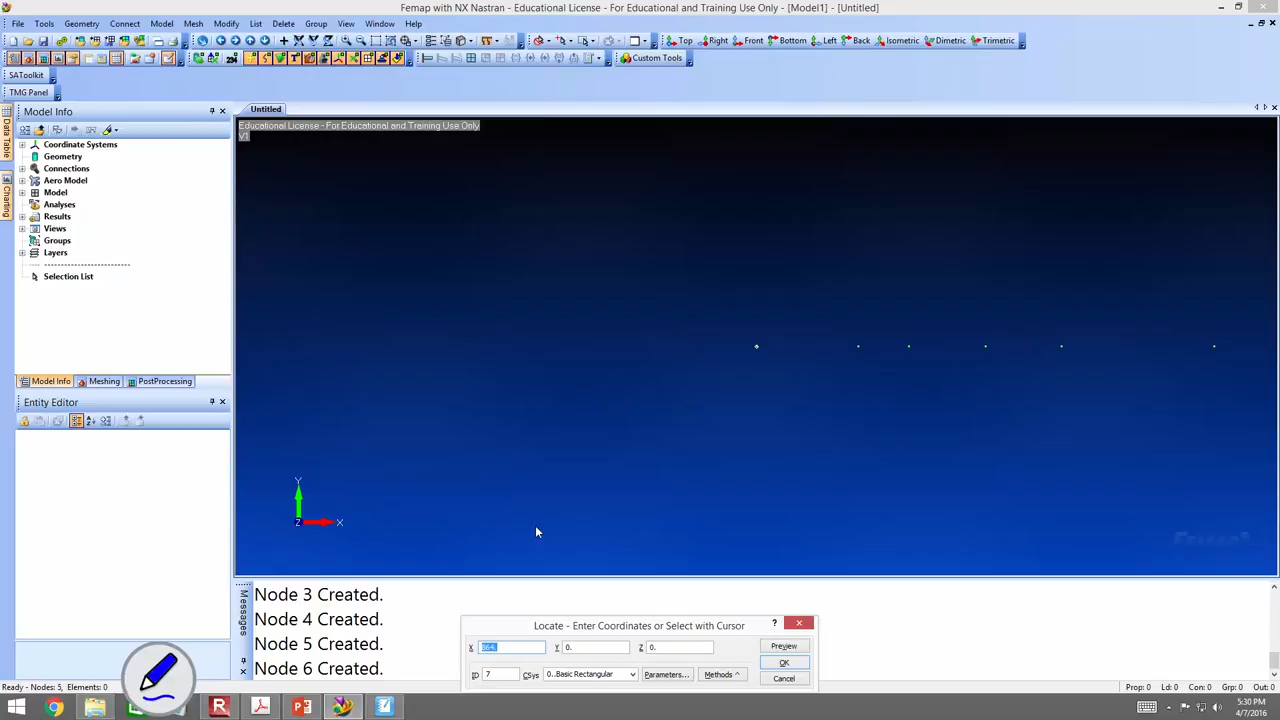 Femap with NX Nastran - Educational License - For Educational and Training Use Only - [Model1] - [Untitled]
File Tools Geometry Connect Model Mesh Modify List Delete Group View Window Help
Top Right Front Bottom Left Back Isometric Dimetric Trimetric
234 Custom Tools
SAToolkit
TMG Panel
Model Info
Untitled
Data Table
Charting
Educational License - For Educational and Training Use Only
V1
Coordinate Systems
Geometry
Connections
Aero Model
Model
Analyses
Results
Views
Groups
Layers
Selection List
Model Info Meshing PostProcessing
Entity Editor
Y
Z X
Messages
Node 3 Created.
Node 4 Created.
Node 5 Created.
Node 6 Created.
Locate - Enter Coordinates or Select with Cursor
X 864. Y 0. Z 0. Preview
OK
ID 7 CSys 0..Basic Rectangular Parameters... Methods ^
Cancel
Ready - Nodes: 5, Elements: 0
Prop: 0 Ld: 0 Con: 0 Grp: 0 Out: 0
5:30 PM
4/7/2016